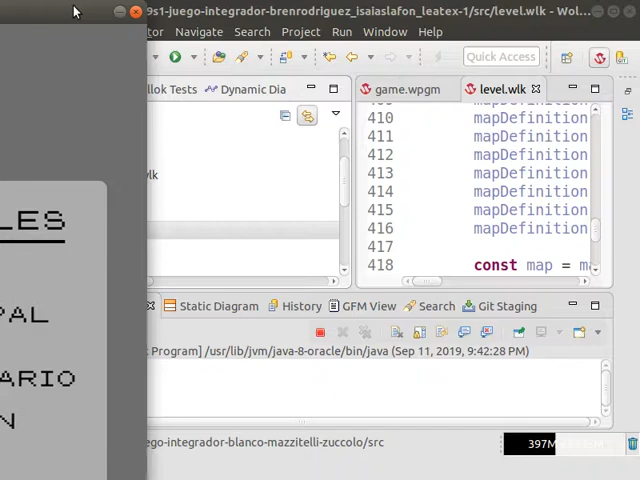 9s1-juego-integrador-brenrodriguez_isaiaslafon_leatex-1/src/level.wlk - Wol...
tor Navigate Search Project Run Window Help
Quick Access
lok Tests Dynamic Dia
game.wpgm level.wlk
410 mapDefinition
411 mapDefinition
412 mapDefinition
413 mapDefinition
414 mapDefinition
415 mapDefinition
416 mapDefinition
417
418 const map = ma
lk
LES
PAL
ARIO
N
Static Diagram History GFM View Search Git Staging
Program] /usr/lib/jvm/java-8-oracle/bin/java (Sep 11, 2019, 9:42:28 PM)
ego-integrador-blanco-mazzitelli-zuccolo/src
397M